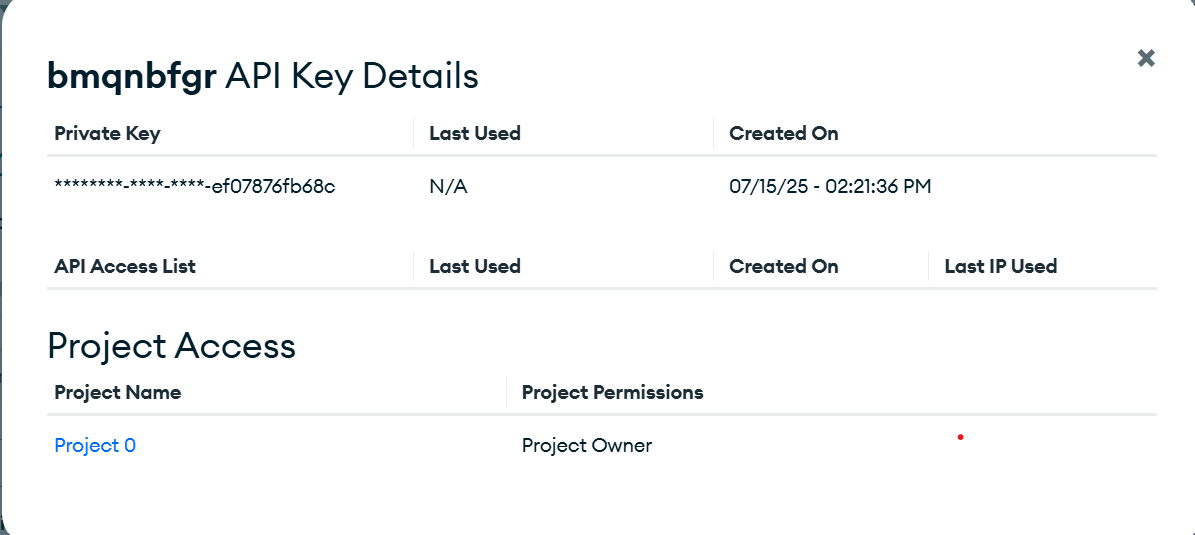 bmqnbfgr API Key Details
Private Key Last Used Created On
********-****-****-ef07876fb68c N/A 07/15/25 - 02:21:36 PM
API Access List Last Used Created On Last IP Used
Project Access
Project Name Project Permissions
Project 0 Project Owner